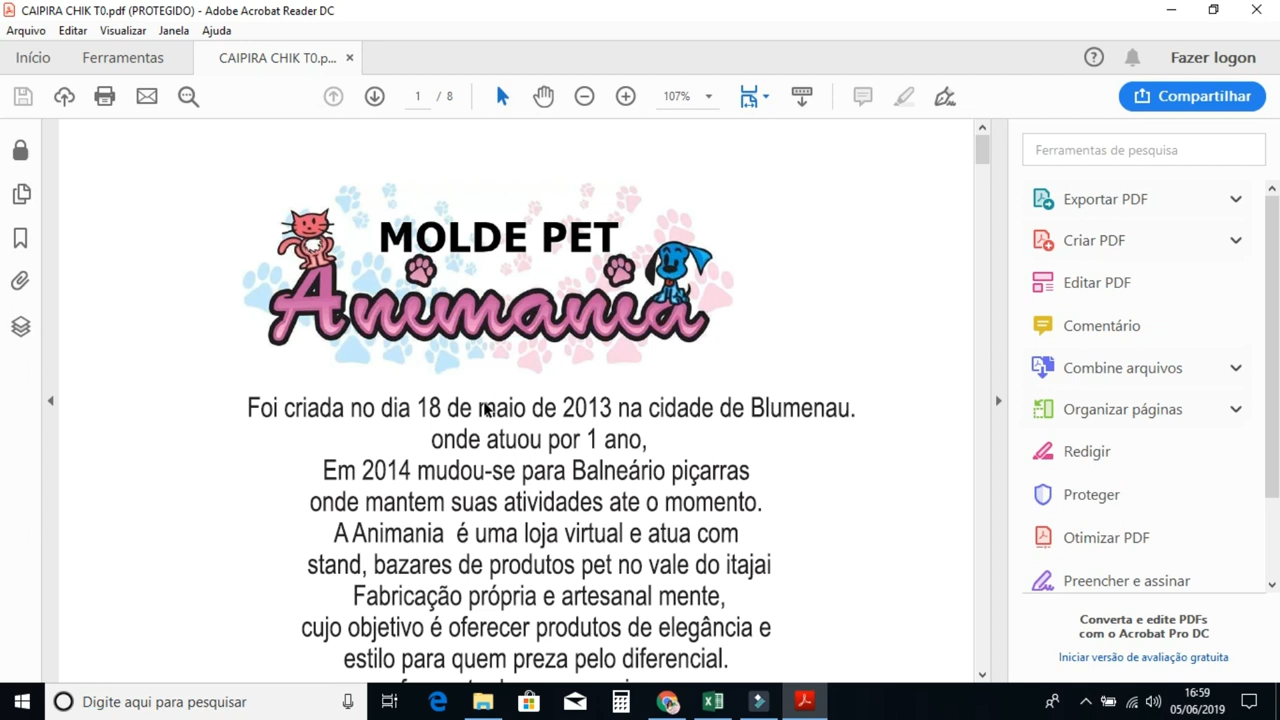 CAIPIRA CHIK T0.pdf (PROTEGIDO) - Adobe Acrobat Reader DC
Arquivo Editar Visualizar Janela Ajuda
Início Ferramentas CAIPIRA CHIK T0.p... × Fazer logon
1 / 8 107% Compartilhar
Ferramentas de pesquisa
Exportar PDF
Criar PDF
Editar PDF
Comentário
Combine arquivos
Organizar páginas
Redigir
Proteger
Otimizar PDF
Preencher e assinar
Converta e edite PDFs
com o Acrobat Pro DC
Iniciar versão de avaliação gratuita
MOLDE PET
Animania
Foi criada no dia 18 de maio de 2013 na cidade de Blumenau.
onde atuou por 1 ano,
Em 2014 mudou-se para Balneário piçarras
onde mantem suas atividades ate o momento.
A Animania é uma loja virtual e atua com
stand, bazares de produtos pet no vale do itajai
Fabricação própria e artesanal mente,
cujo objetivo é oferecer produtos de elegância e
estilo para quem preza pelo diferencial.
Digite aqui para pesquisar
16:59
05/06/2019